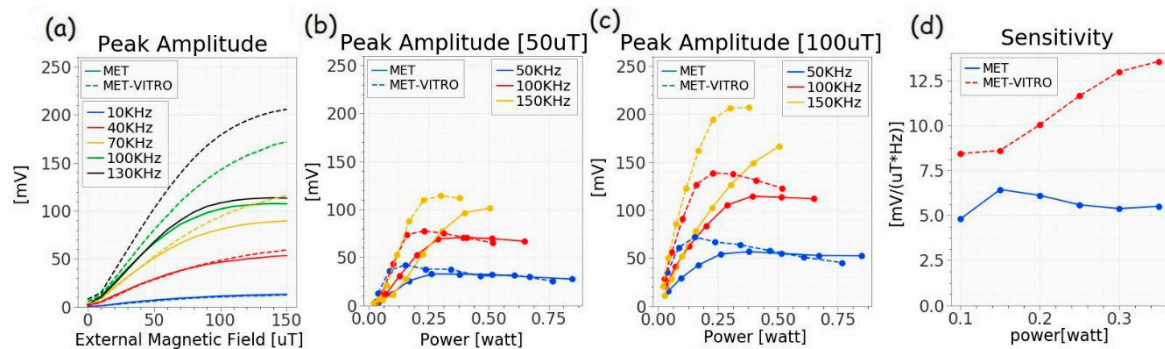 (a)
Peak Amplitude
MET
MET-VITRO
10KHz
40KHz
70KHz
100KHz
130KHz
[mV]
250
200
150
100
50
0
0
50
100
150
External Magnetic Field [uT]
(b)
Peak Amplitude [50uT]
MET
MET-VITRO
50KHz
100KHz
150KHz
[mV]
250
200
150
100
50
0
0.00
0.25
0.50
0.75
Power [watt]
(c)
Peak Amplitude [100uT]
MET
MET-VITRO
50KHz
100KHz
150KHz
[mV]
250
200
150
100
50
0
0.00
0.25
0.50
0.75
Power [watt]
(d)
Sensitivity
MET
MET-VITRO
[mV/(uT*Hz)]
12.5
10.0
7.5
5.0
2.5
0.0
0.1
0.2
0.3
power[watt]